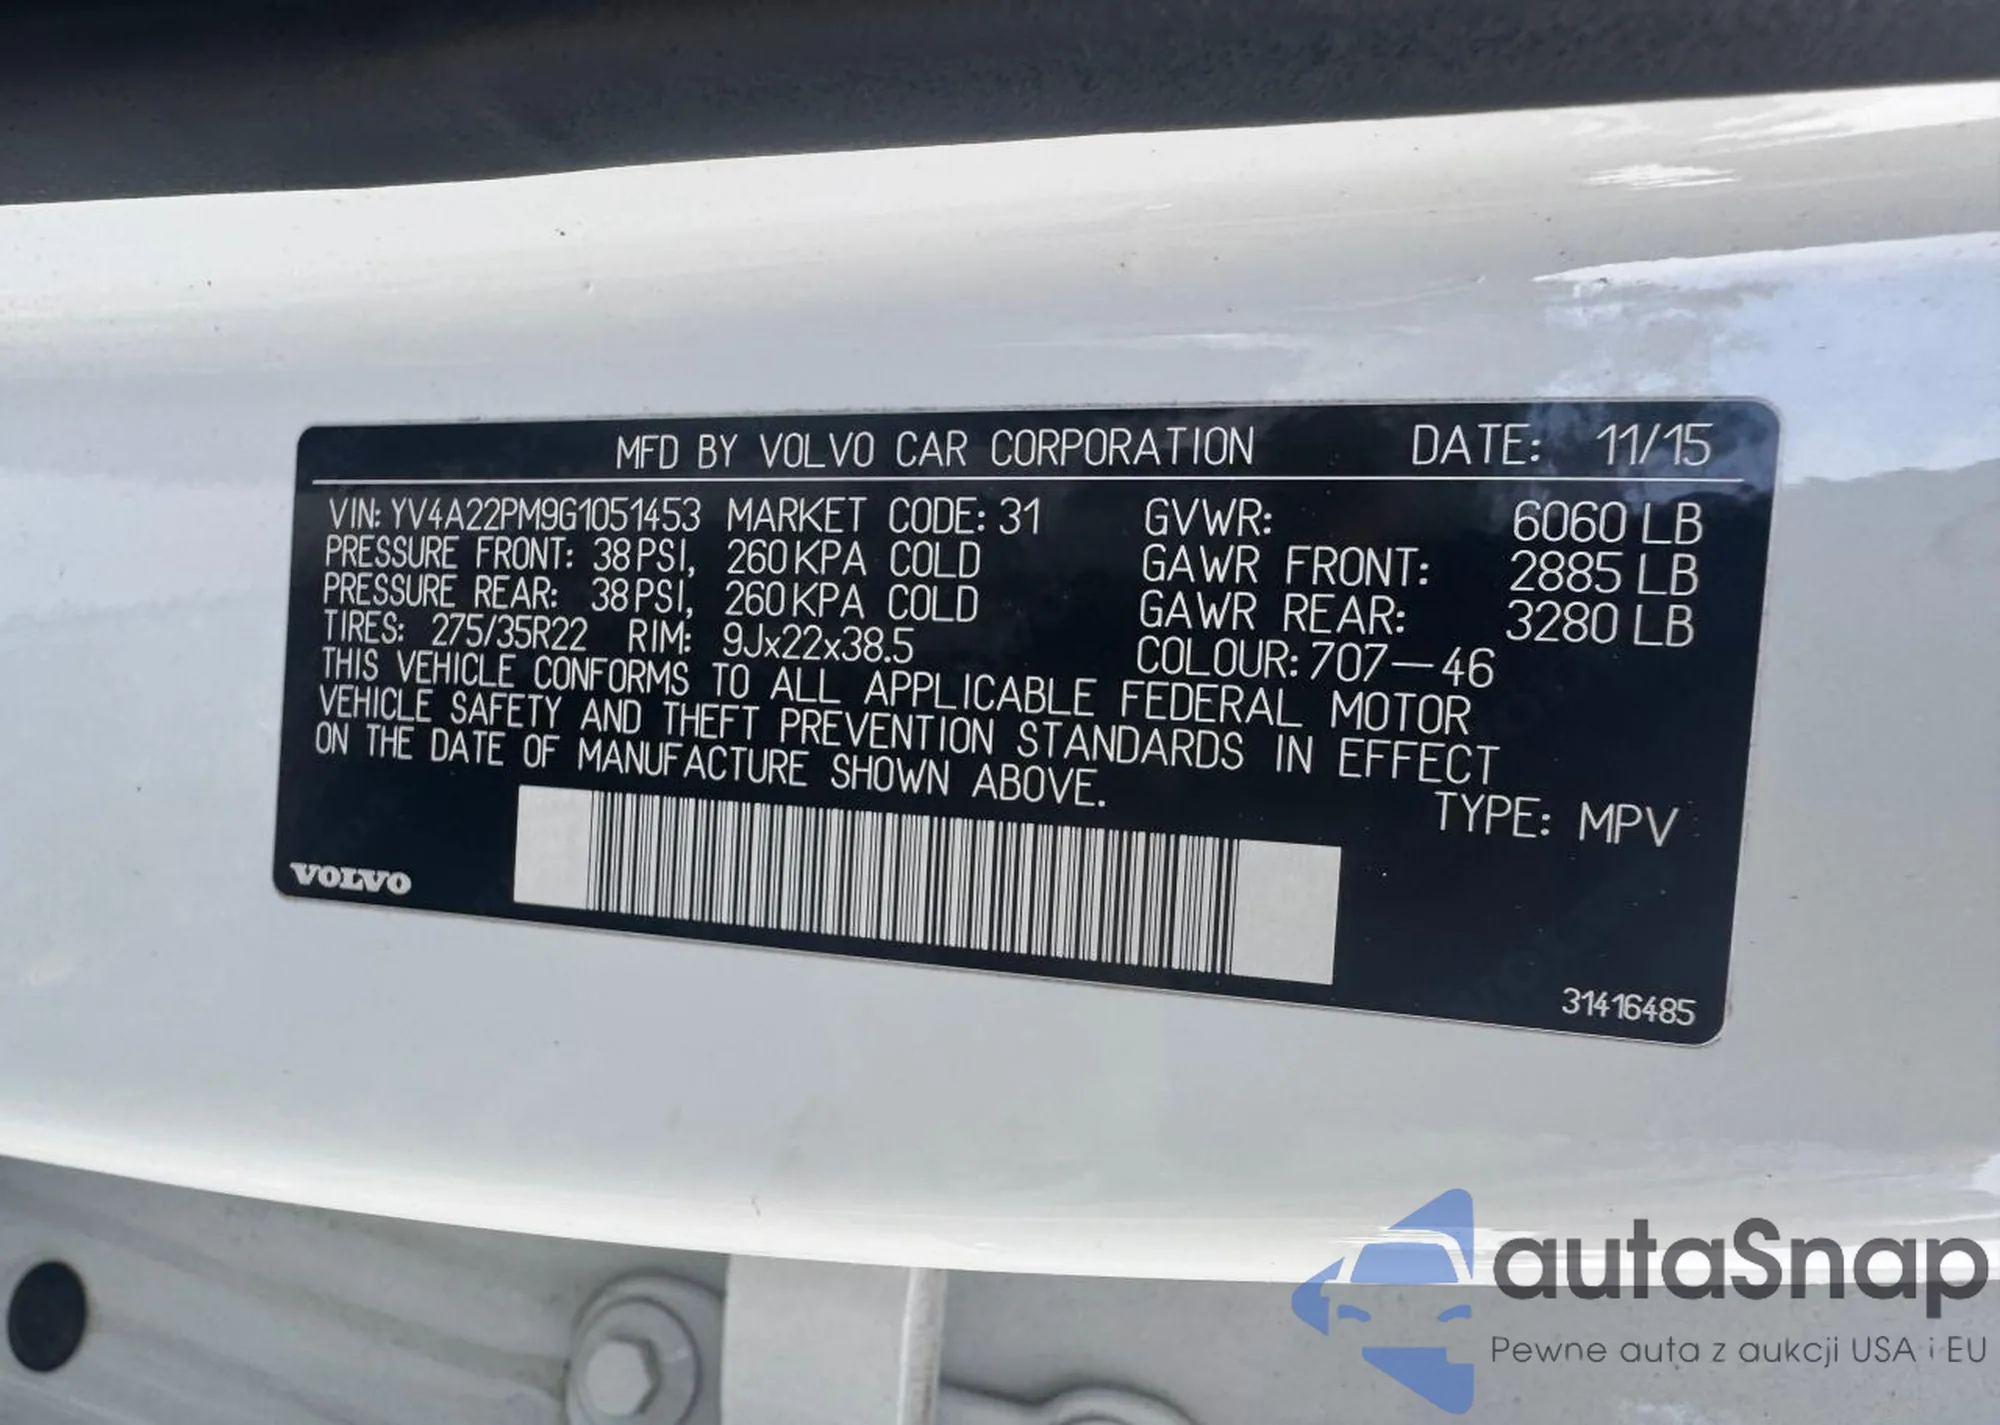 MFD BY VOLVO CAR CORPORATION DATE: 11/15
VIN: YV4A22PM9G1051453 MARKET CODE: 31 GVWR: 6060 LB
PRESSURE FRONT: 38 PSI, 260 KPA COLD GAWR FRONT: 2885 LB
PRESSURE REAR: 38 PSI, 260 KPA COLD GAWR REAR: 3280 LB
TIRES: 275/35R22 RIM: 9Jx22x38.5 COLOUR: 707-46
THIS VEHICLE CONFORMS TO ALL APPLICABLE FEDERAL MOTOR
VEHICLE SAFETY AND THEFT PREVENTION STANDARDS IN EFFECT
ON THE DATE OF MANUFACTURE SHOWN ABOVE.
TYPE: MPV
VOLVO
31416485
autaSnap
Pewne auta z aukcji USA i EU